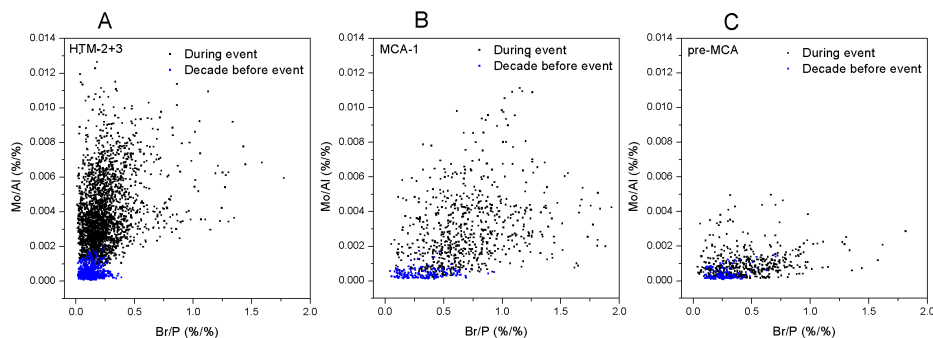 A
HTM-2+3
During event
Decade before event
0.014
0.012
0.010
0.008
0.006
0.004
0.002
0.000
Mo/Al (%/%)
0.0
0.5
1.0
1.5
2.0
Br/P (%/%)
B
MCA-1
During event
Decade before event
0.014
0.012
0.010
0.008
0.006
0.004
0.002
0.000
Mo/Al (%/%)
0.0
0.5
1.0
1.5
2.0
Br/P (%/%)
C
pre-MCA
During event
Decade before event
0.014
0.012
0.010
0.008
0.006
0.004
0.002
0.000
Mo/Al (%/%)
0.0
0.5
1.0
1.5
2.0
Br/P (%/%)